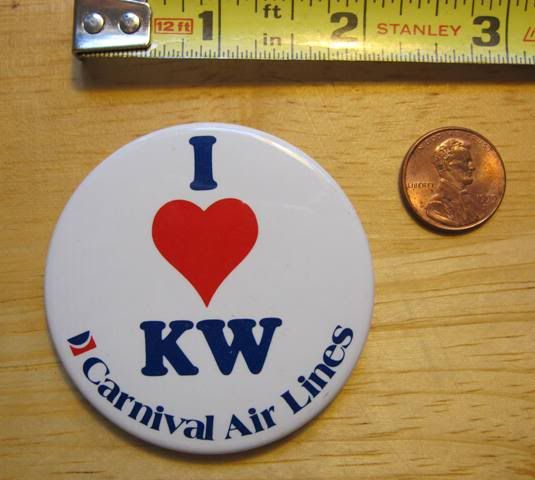 12 ft 1 ft in 2 STANLEY 3
I
KW
Carnival Air Lines
LIBERTY